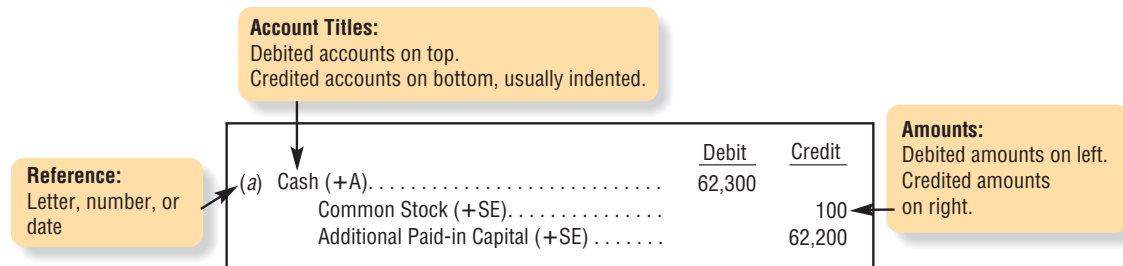 Account Titles:
Debited accounts on top.
Credited accounts on bottom, usually indented.
Reference:
Letter, number, or
date
Debit Credit
(a) Cash (+A). . . . . . . . . . . . . . . . . . . . . . . . . . . 62,300
Common Stock (+SE). . . . . . . . . . . . . . . 100
Additional Paid-in Capital (+SE) . . . . . . . 62,200
Amounts:
Debited amounts on left.
Credited amounts
on right.